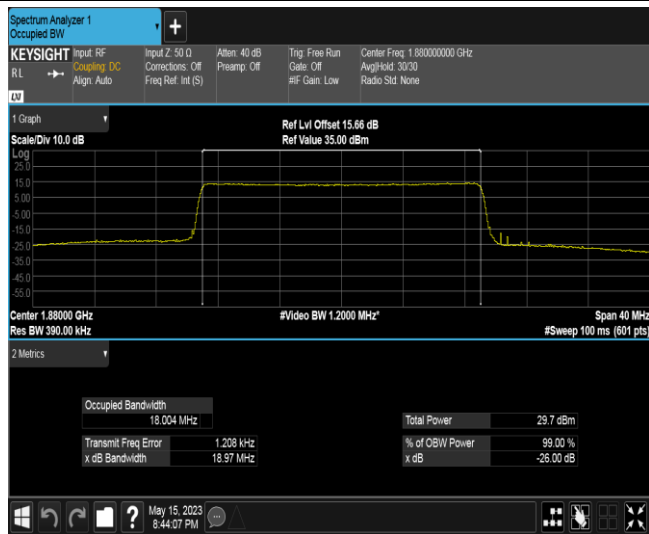 Spectrum Analyzer 1
Occupied BW
+
KEYSIGHT
R L
LXI
Input: RF
Coupling: DC
Align: Auto
Input Z: 50 Ω
Corrections: Off
Freq Ref: Int (S)
Atten: 40 dB
Preamp: Off
Trig: Free Run
Gate: Off
#IF Gain: Low
Center Freq: 1.880000000 GHz
Avg|Hold: 30/30
Radio Std: None
1 Graph
Scale/Div 10.0 dB
Ref Lvl Offset 15.66 dB
Ref Value 35.00 dBm
Log
25.0
15.0
5.00
-5.00
-15.0
-25.0
-35.0
-45.0
-55.0
Center 1.88000 GHz
Res BW 390.00 kHz
#Video BW 1.2000 MHz*
Span 40 MHz
#Sweep 100 ms (601 pts)
2 Metrics
Occupied Bandwidth
18.004 MHz
Transmit Freq Error 1.208 kHz
x dB Bandwidth 18.97 MHz
Total Power 29.7 dBm
% of OBW Power 99.00 %
x dB -26.00 dB
?
May 15, 2023
8:44:07 PM